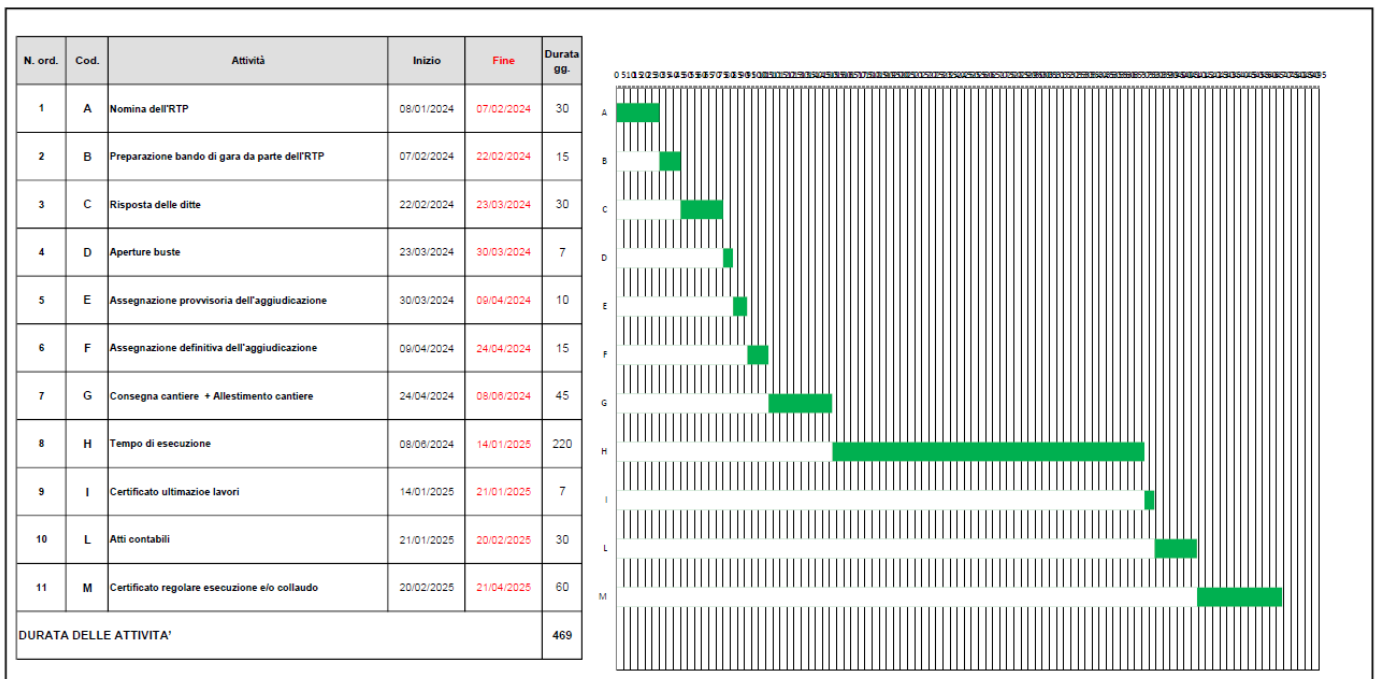 N. ord. Cod. Attività Inizio Fine Durata gg.
1 A Nomina dell'RTP 08/01/2024 07/02/2024 30
2 B Preparazione bando di gara da parte dell'RTP 07/02/2024 22/02/2024 15
3 C Risposta delle ditte 22/02/2024 23/03/2024 30
4 D Aperture buste 23/03/2024 30/03/2024 7
5 E Assegnazione provvisoria dell'aggiudicazione 30/03/2024 09/04/2024 10
6 F Assegnazione definitiva dell'aggiudicazione 09/04/2024 24/04/2024 15
7 G Consegna cantiere + Allestimento cantiere 24/04/2024 08/06/2024 45
8 H Tempo di esecuzione 08/06/2024 14/01/2025 220
9 I Certificato ultimazioe lavori 14/01/2025 21/01/2025 7
10 L Atti contabili 21/01/2025 20/02/2025 30
11 M Certificato regolare esecuzione e/o collaudo 20/02/2025 21/04/2025 60
DURATA DELLE ATTIVITA' 469
A
B
C
D
E
F
G
H
I
L
M